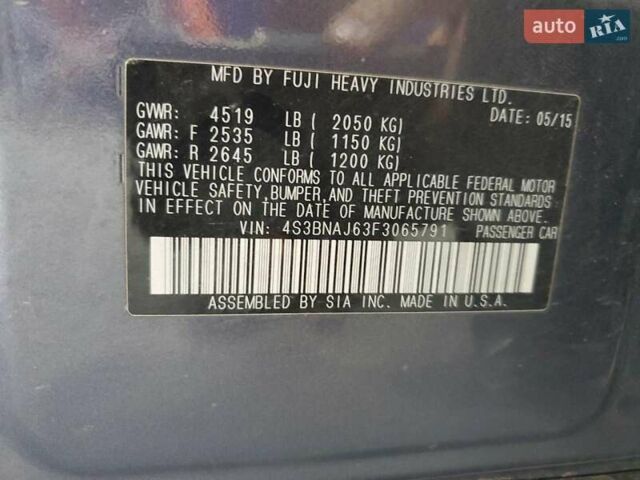 auto RIA.com
MFD BY FUJI HEAVY INDUSTRIES LTD.
GVWR: 4519 LB ( 2050 KG) DATE: 05/15
GAWR: F 2535 LB ( 1150 KG)
GAWR: R 2645 LB ( 1200 KG)
THIS VEHICLE CONFORMS TO ALL APPLICABLE FEDERAL MOTOR
VEHICLE SAFETY,BUMPER,AND THEFT PREVENTION STANDARDS
IN EFFECT ON THE DATE OF MANUFACTURE SHOWN ABOVE.
VIN: 4S3BNAJ63F3065791 PASSENGER CAR
ASSEMBLED BY SIA INC. MADE IN U.S.A.